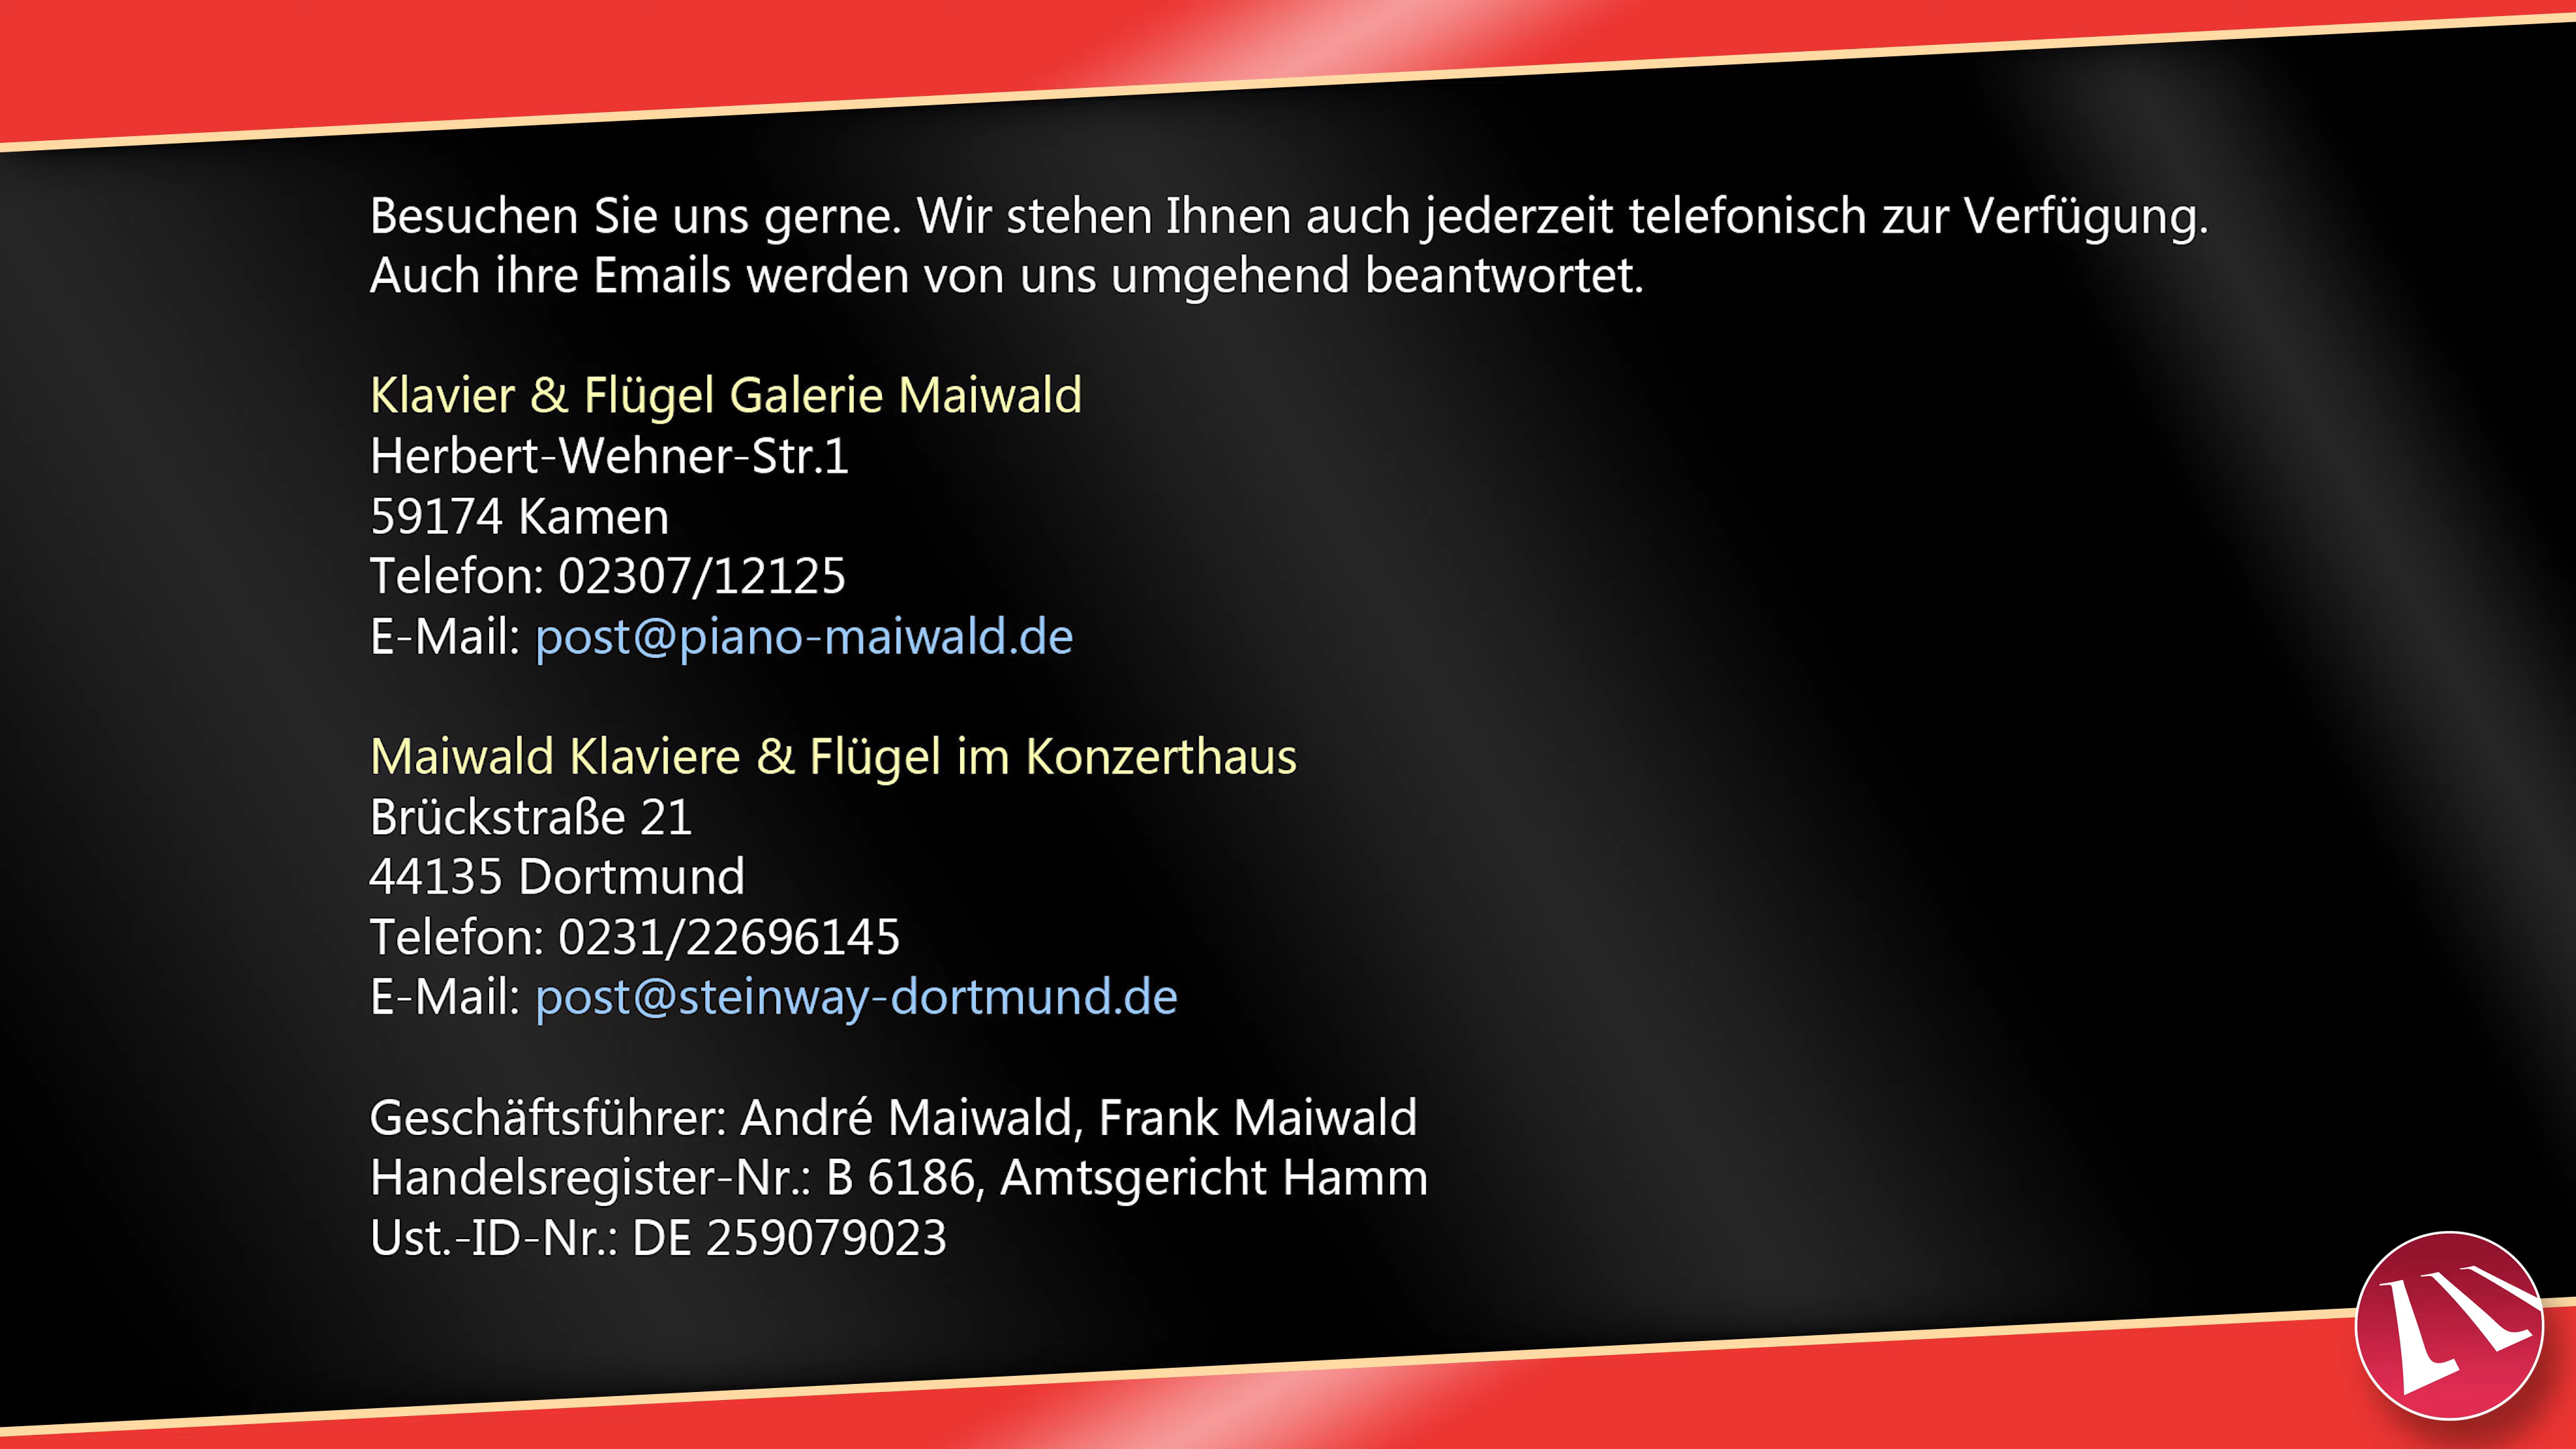 Besuchen Sie uns gerne. Wir stehen Ihnen auch jederzeit telefonisch zur Verfügung.
Auch ihre Emails werden von uns umgehend beantwortet.
Klavier & Flügel Galerie Maiwald
Herbert-Wehner-Str.1
59174 Kamen
Telefon: 02307/12125
E-Mail: post@piano-maiwald.de
Maiwald Klaviere & Flügel im Konzerthaus
Brückstraße 21
44135 Dortmund
Telefon: 0231/22696145
E-Mail: post@steinway-dortmund.de
Geschäftsführer: André Maiwald, Frank Maiwald
Handelsregister-Nr.: B 6186, Amtsgericht Hamm
Ust.-ID-Nr.: DE 259079023